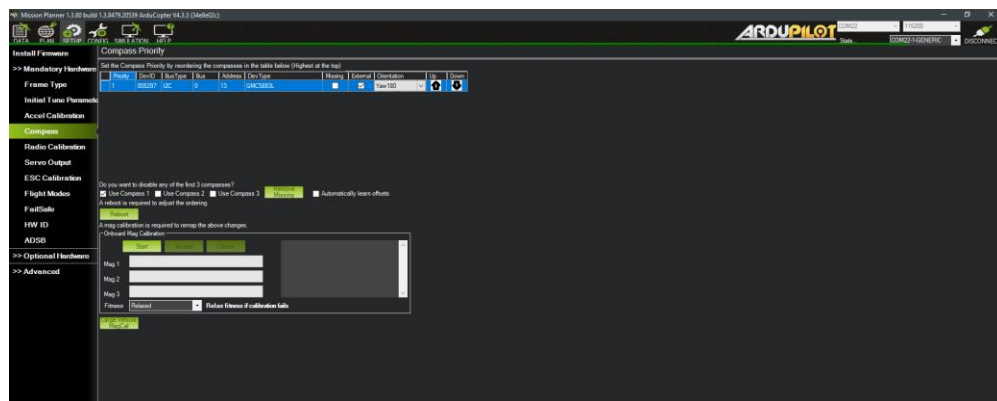 Mission Planner 1.3.80 build 1.3.8479.20539 ArduCopter V4.3.3 (34e8e02c)
DATA PLAN SETUP CONFIG SIMULATION HELP
ARDUPILOT
COM22 115200
Stats... COM22-1-GENERIC DISCONNEC
Install Firmware
>> Mandatory Hardware
Frame Type
Initial Tune Paramete
Accel Calibration
Compass
Radio Calibration
Servo Output
ESC Calibration
Flight Modes
FailSafe
HW ID
ADSB
>> Optional Hardware
>> Advanced
Compass Priority
Set the Compass Priority by reordering the compasses in the table below (Highest at the top)
Priority DevID BusType Bus Address DevType Missing External Orientation Up Down
1 855297 I2C 0 13 QMC5883L Yaw180
Do you want to disable any of the first 3 compasses?
Use Compass 1 Use Compass 2 Use Compass 3 Remove Missing Automatically learn offsets
A reboot is required to adjust the ordering.
Reboot
A mag calibration is required to remap the above changes.
Onboard Mag Calibration
Start Accept Cancel
Mag 1
Mag 2
Mag 3
Fitness Relaxed Relax fitness if calibration fails
Large Vehicle
MagCal